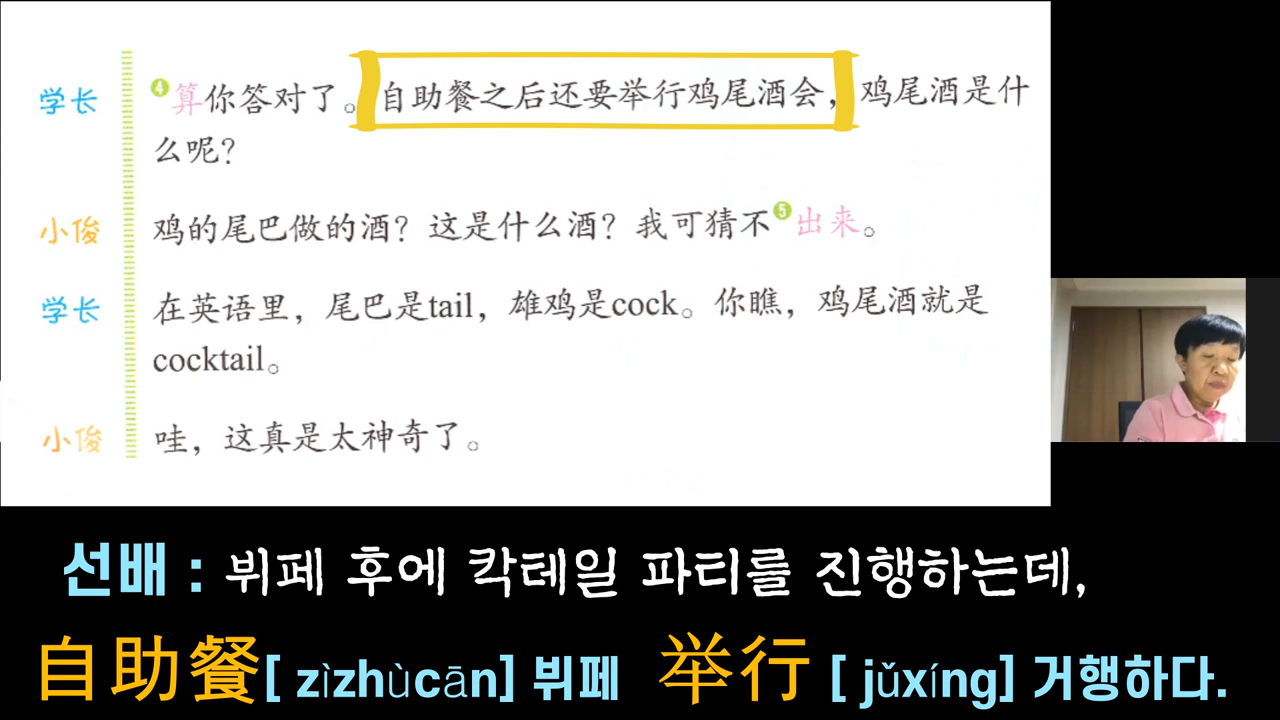 学长 ④算你答对了。自助餐之后还要举行鸡尾酒会，鸡尾酒是什
么呢？
小俊 鸡的尾巴做的酒？这是什么酒？我可猜不⑤出来。
学长 在英语里，尾巴是tail，雄鸡是cock。你瞧，鸡尾酒就是
cocktail。
小俊 哇，这真是太神奇了。
선배 : 뷔페 후에 칵테일 파티를 진행하는데,
自助餐[ zìzhùcān] 뷔페 举行 [ jǔxíng] 거행하다.